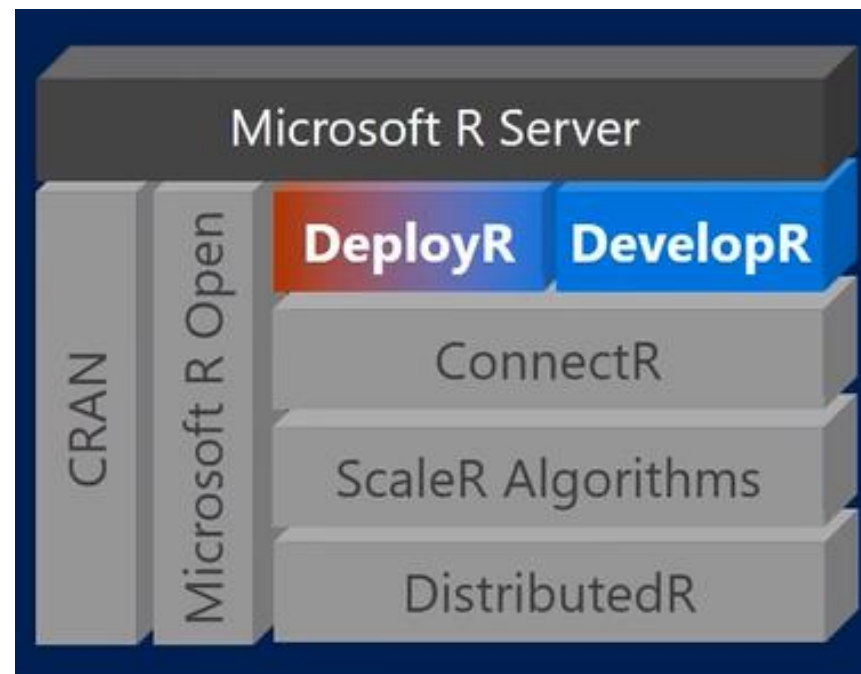 Microsoft R Server
CRAN
Microsoft R Open
DeployR
DevelopR
ConnectR
ScaleR Algorithms
DistributedR